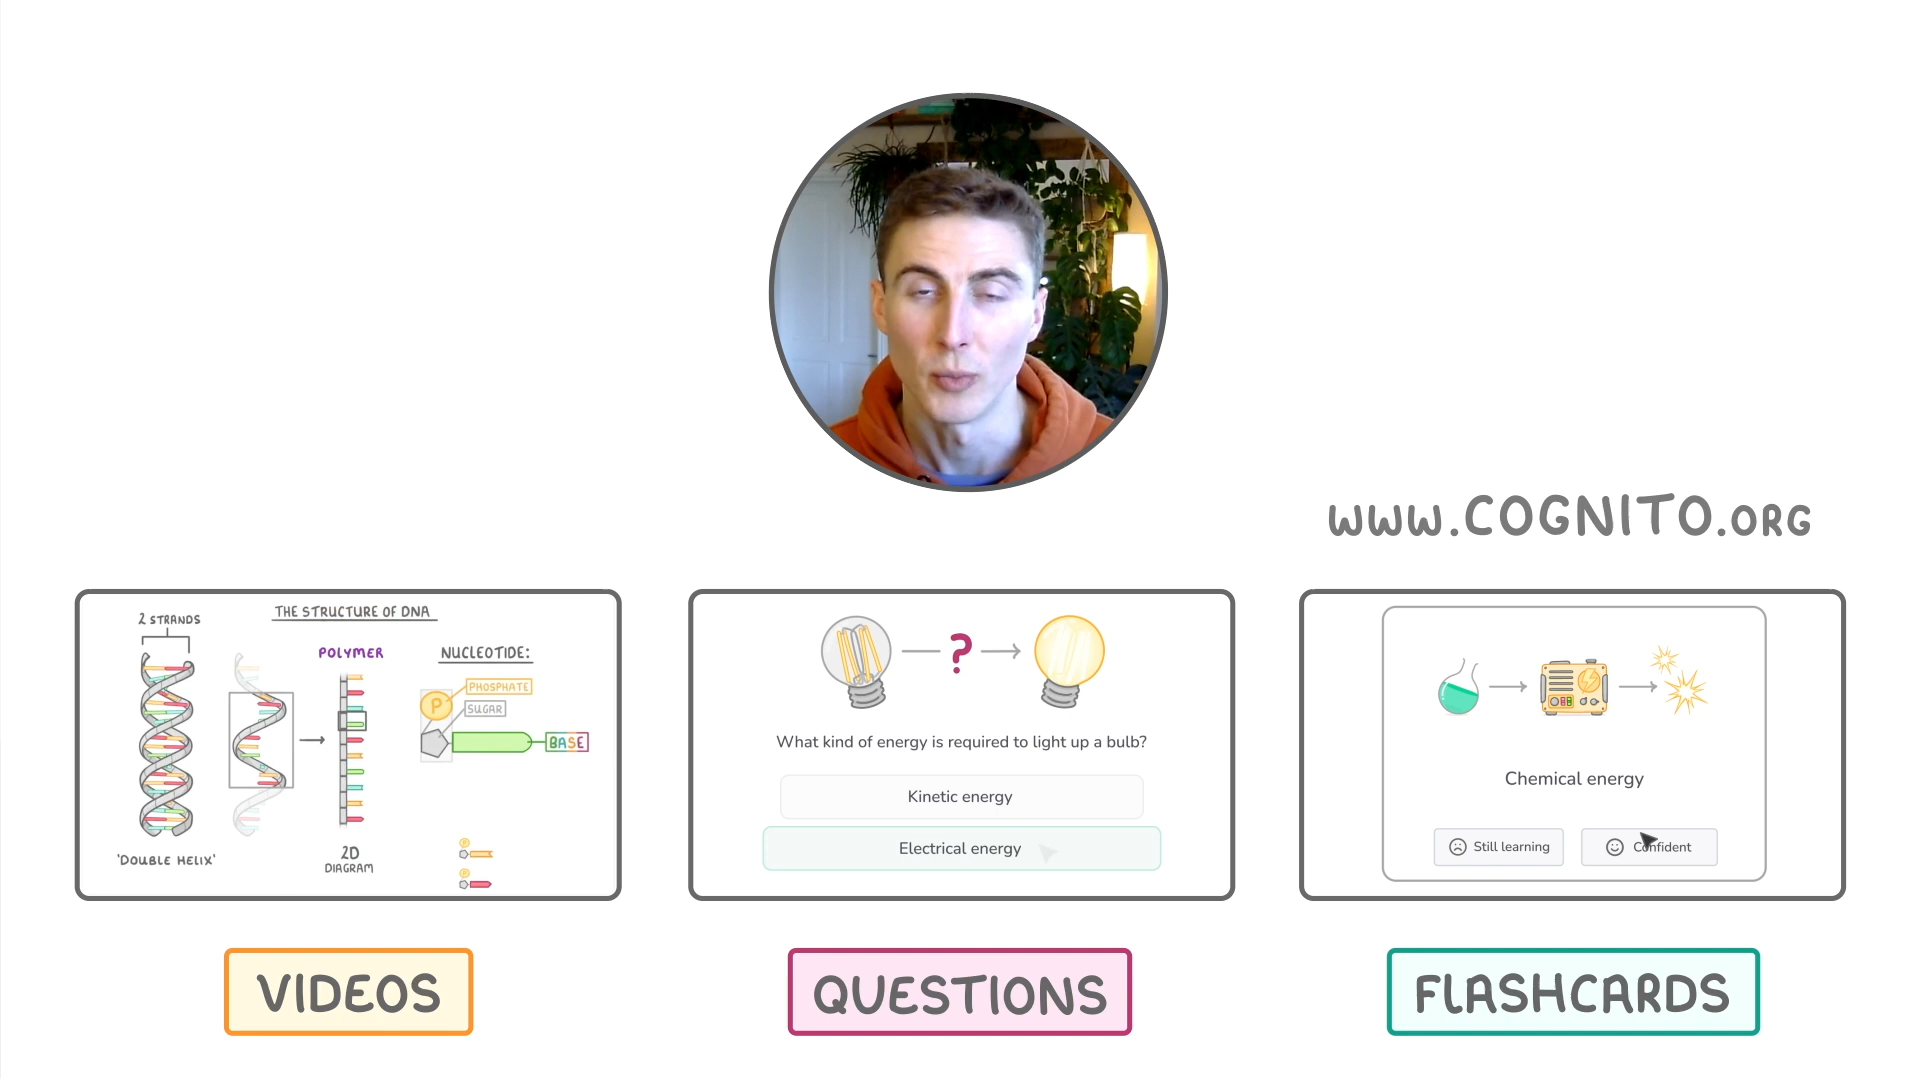 www.COGNITO.ORG
THE STRUCTURE OF DNA
2 STRANDS
POLYMER
NUCLEOTIDE:
PHOSPHATE
P
SUGAR
BASE
'DOUBLE HELIX'
2D
DIAGRAM
?
What kind of energy is required to light up a bulb?
Kinetic energy
Electrical energy
Chemical energy
Still learning
Confident
VIDEOS
QUESTIONS
FLASHCARDS